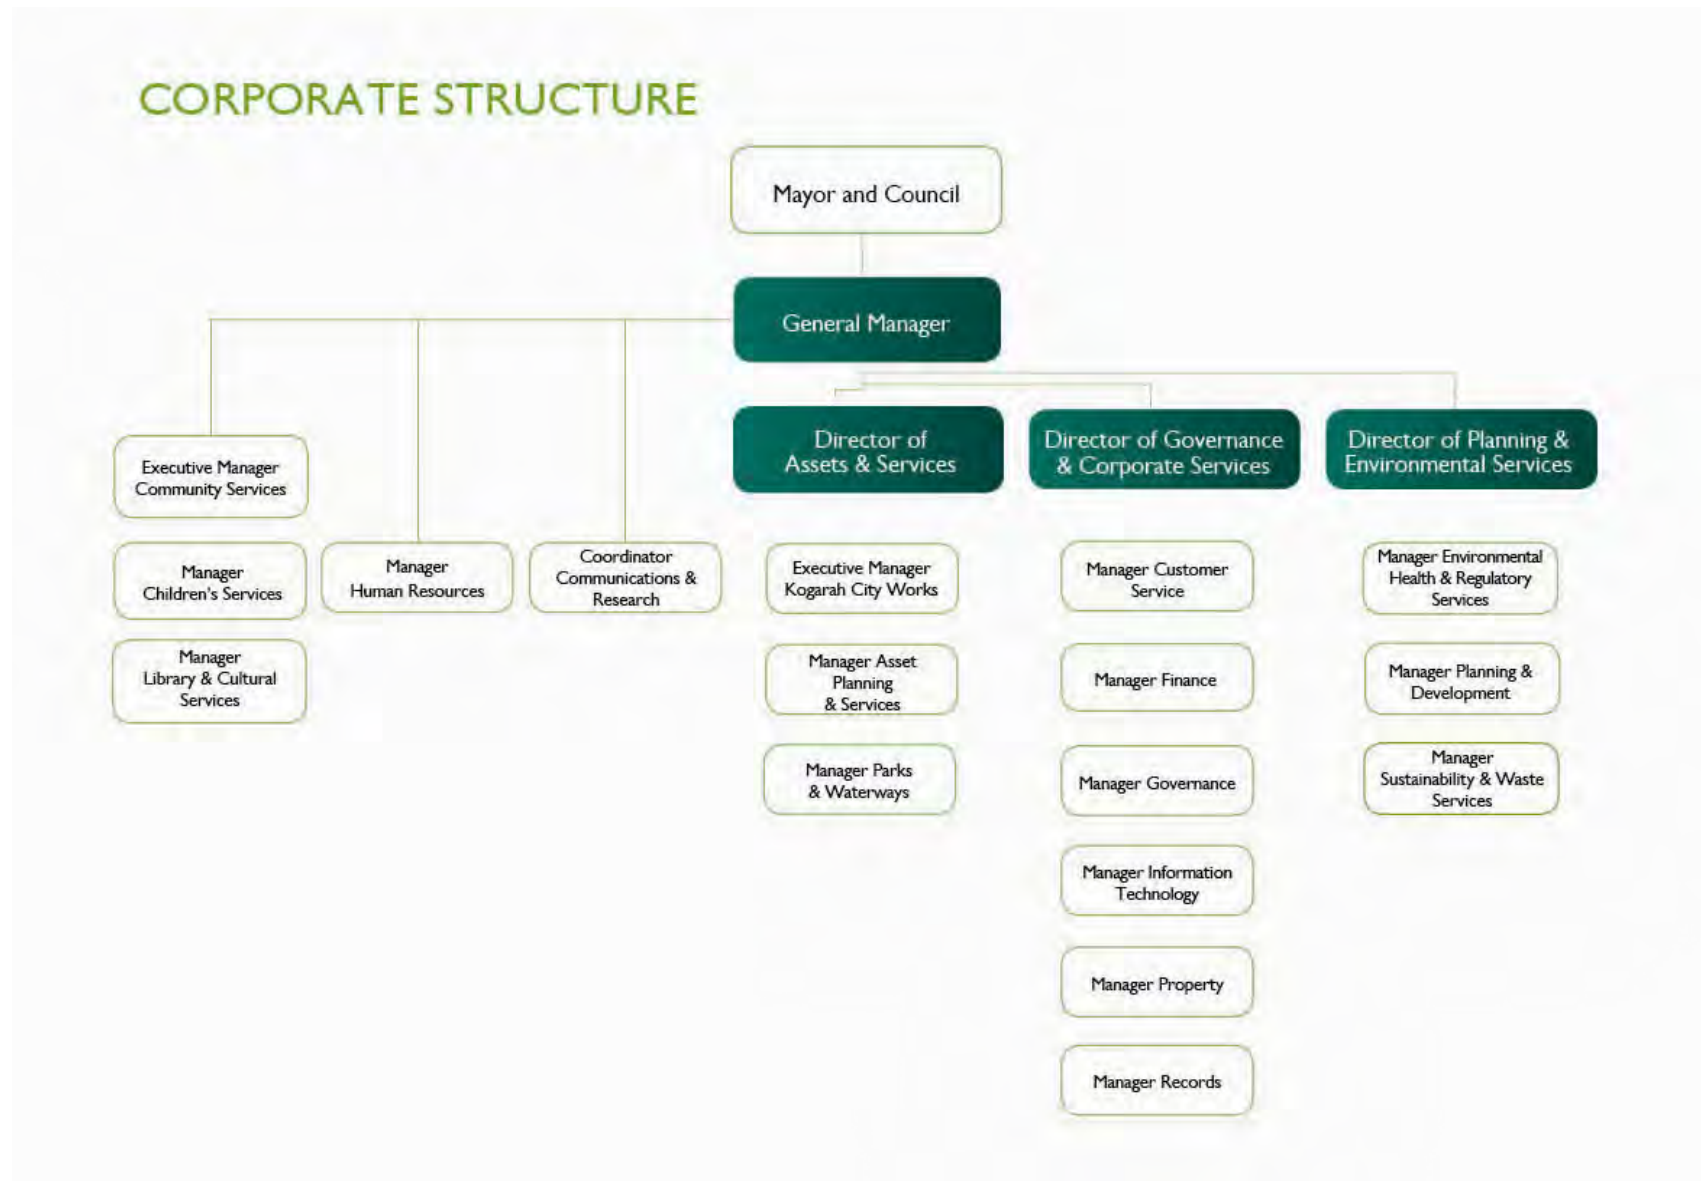 CORPORATE STRUCTURE
Mayor and Council
General Manager
Executive Manager
Community Services
Manager
Children's Services
Manager
Library & Cultural
Services
Manager
Human Resources
Coordinator
Communications &
Research
Director of
Assets & Services
Executive Manager
Kogarah City Works
Manager Asset
Planning
& Services
Manager Parks
& Waterways
Director of Governance
& Corporate Services
Manager Customer
Service
Manager Finance
Manager Governance
Manager Information
Technology
Manager Property
Manager Records
Director of Planning &
Environmental Services
Manager Environmental
Health & Regulatory
Services
Manager Planning &
Development
Manager
Sustainability & Waste
Services